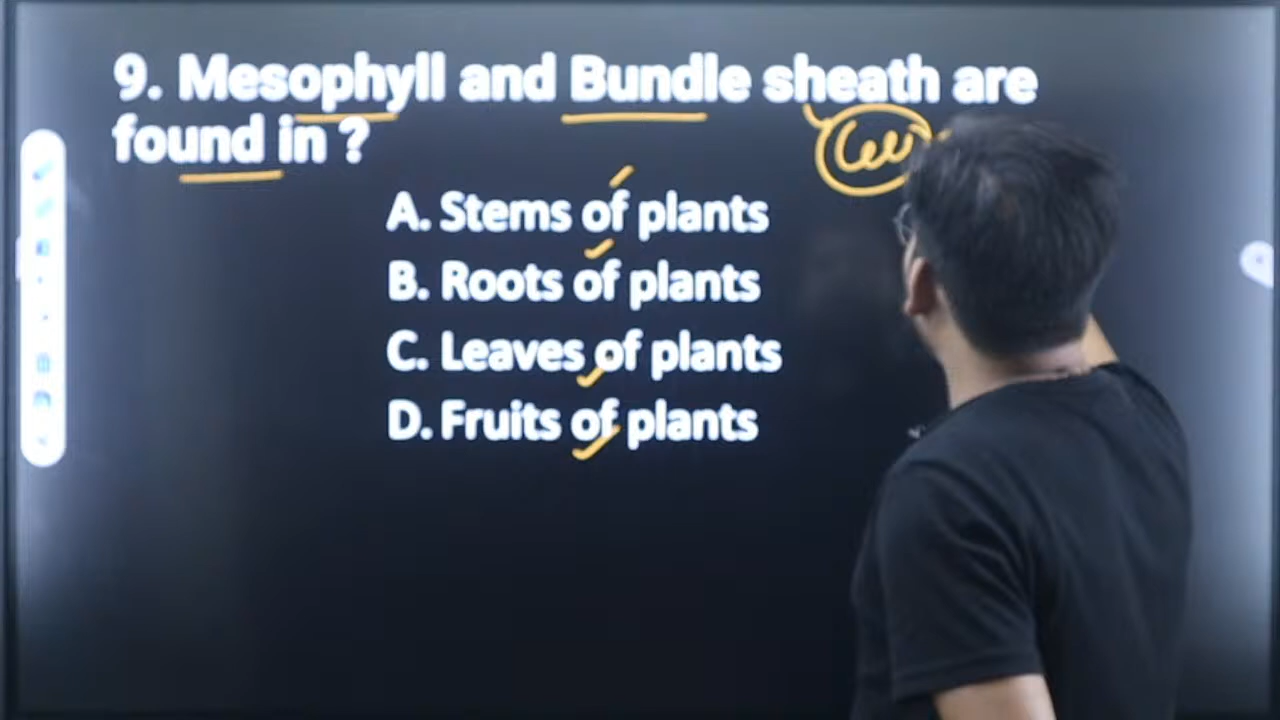 9. Mesophyll and Bundle sheath are
found in ?
A. Stems of plants
B. Roots of plants
C. Leaves of plants
D. Fruits of plants